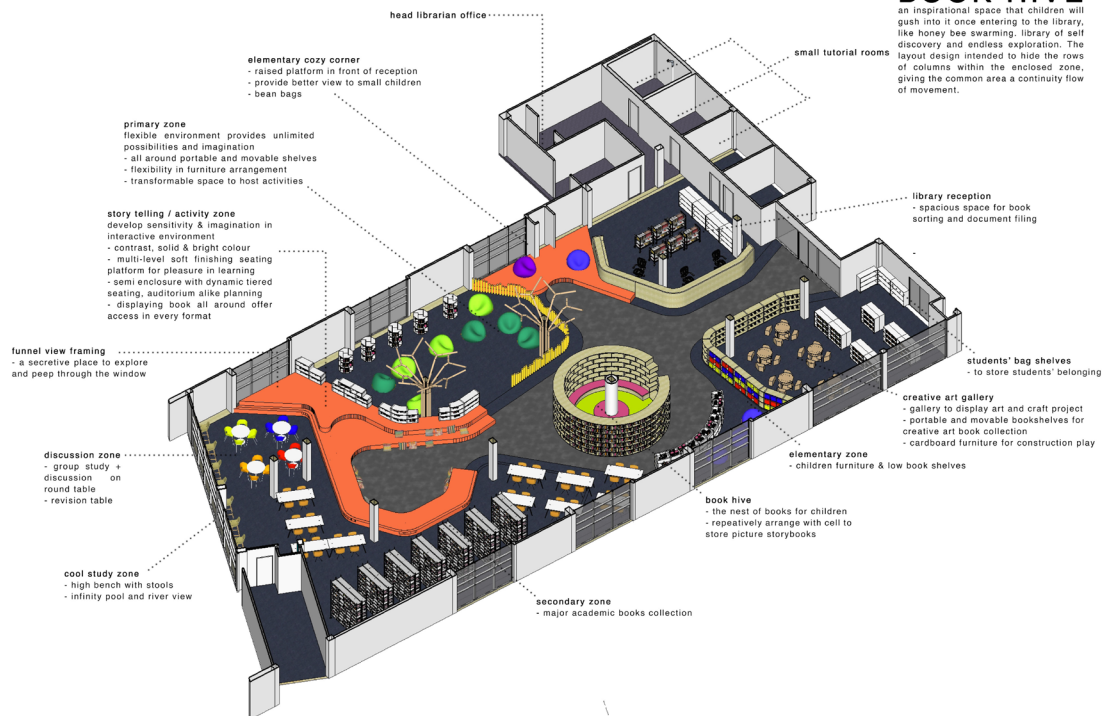 BOOK HIVE
an inspirational space that children will
gush into it once entering to the library,
like honey bee swarming. library of self
discovery and endless exploration. The
layout design intended to hide the rows
of columns within the enclosed zone,
giving the common area a continuity flow
of movement.
head librarian office
small tutorial rooms
elementary cozy corner
- raised platform in front of reception
- provide better view to small children
- bean bags
primary zone
flexible environment provides unlimited
possibilities and imagination
- all around portable and movable shelves
- flexibility in furniture arrangement
- transformable space to host activities
library reception
- spacious space for book
sorting and document filing
-
story telling / activity zone
develop sensitivity & imagination in
interactive environment
- contrast, solid & bright colour
- multi-level soft finishing seating
platform for pleasure in learning
- semi enclosure with dynamic tiered
seating, auditorium alike planning
- displaying book all around offer
access in every format
funnel view framing
- a secretive place to explore
and peep through the window
students' bag shelves
- to store students' belonging
creative art gallery
- gallery to display art and craft project
- portable and movable bookshelves for
creative art book collection
- cardboard furniture for construction play
discussion zone
- group study +
discussion on
round table
- revision table
elementary zone
- children furniture & low book shelves
book hive
- the nest of books for children
- repeatively arrange with cell to
store picture storybooks
cool study zone
- high bench with stools
- infinity pool and river view
secondary zone
- major academic books collection